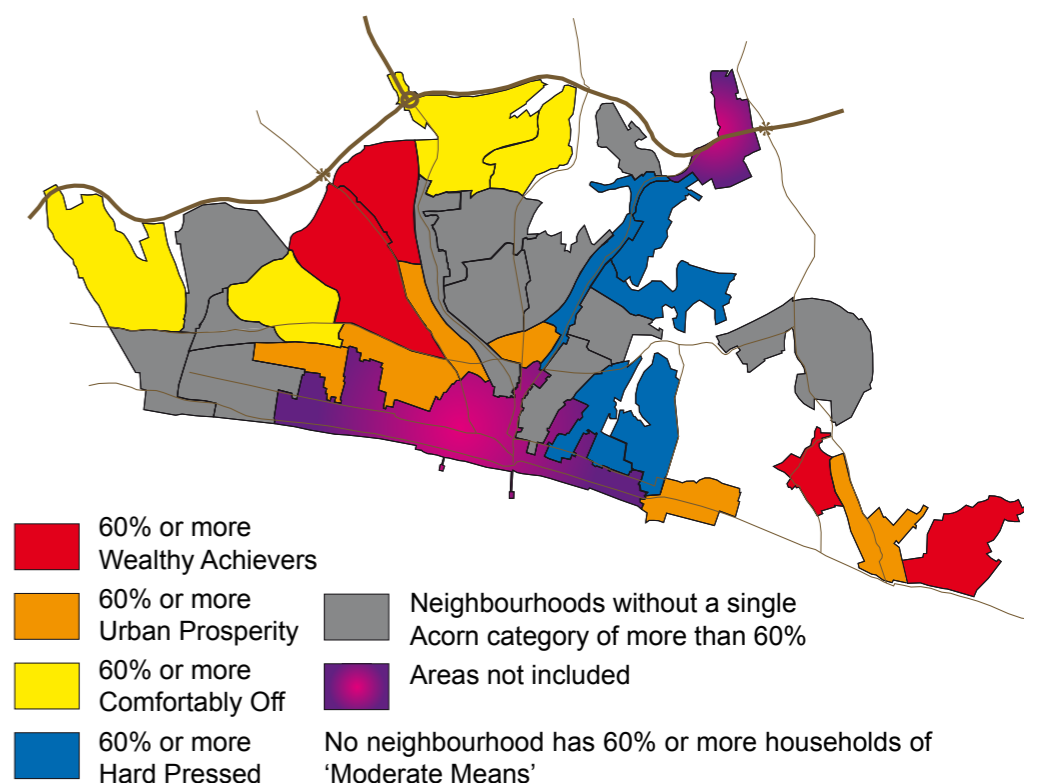 60% or more
Wealthy Achievers
60% or more
Urban Prosperity
60% or more
Comfortably Off
60% or more
Hard Pressed
Neighbourhoods without a single
Acorn category of more than 60%
Areas not included
No neighbourhood has 60% or more households of
‘Moderate Means’